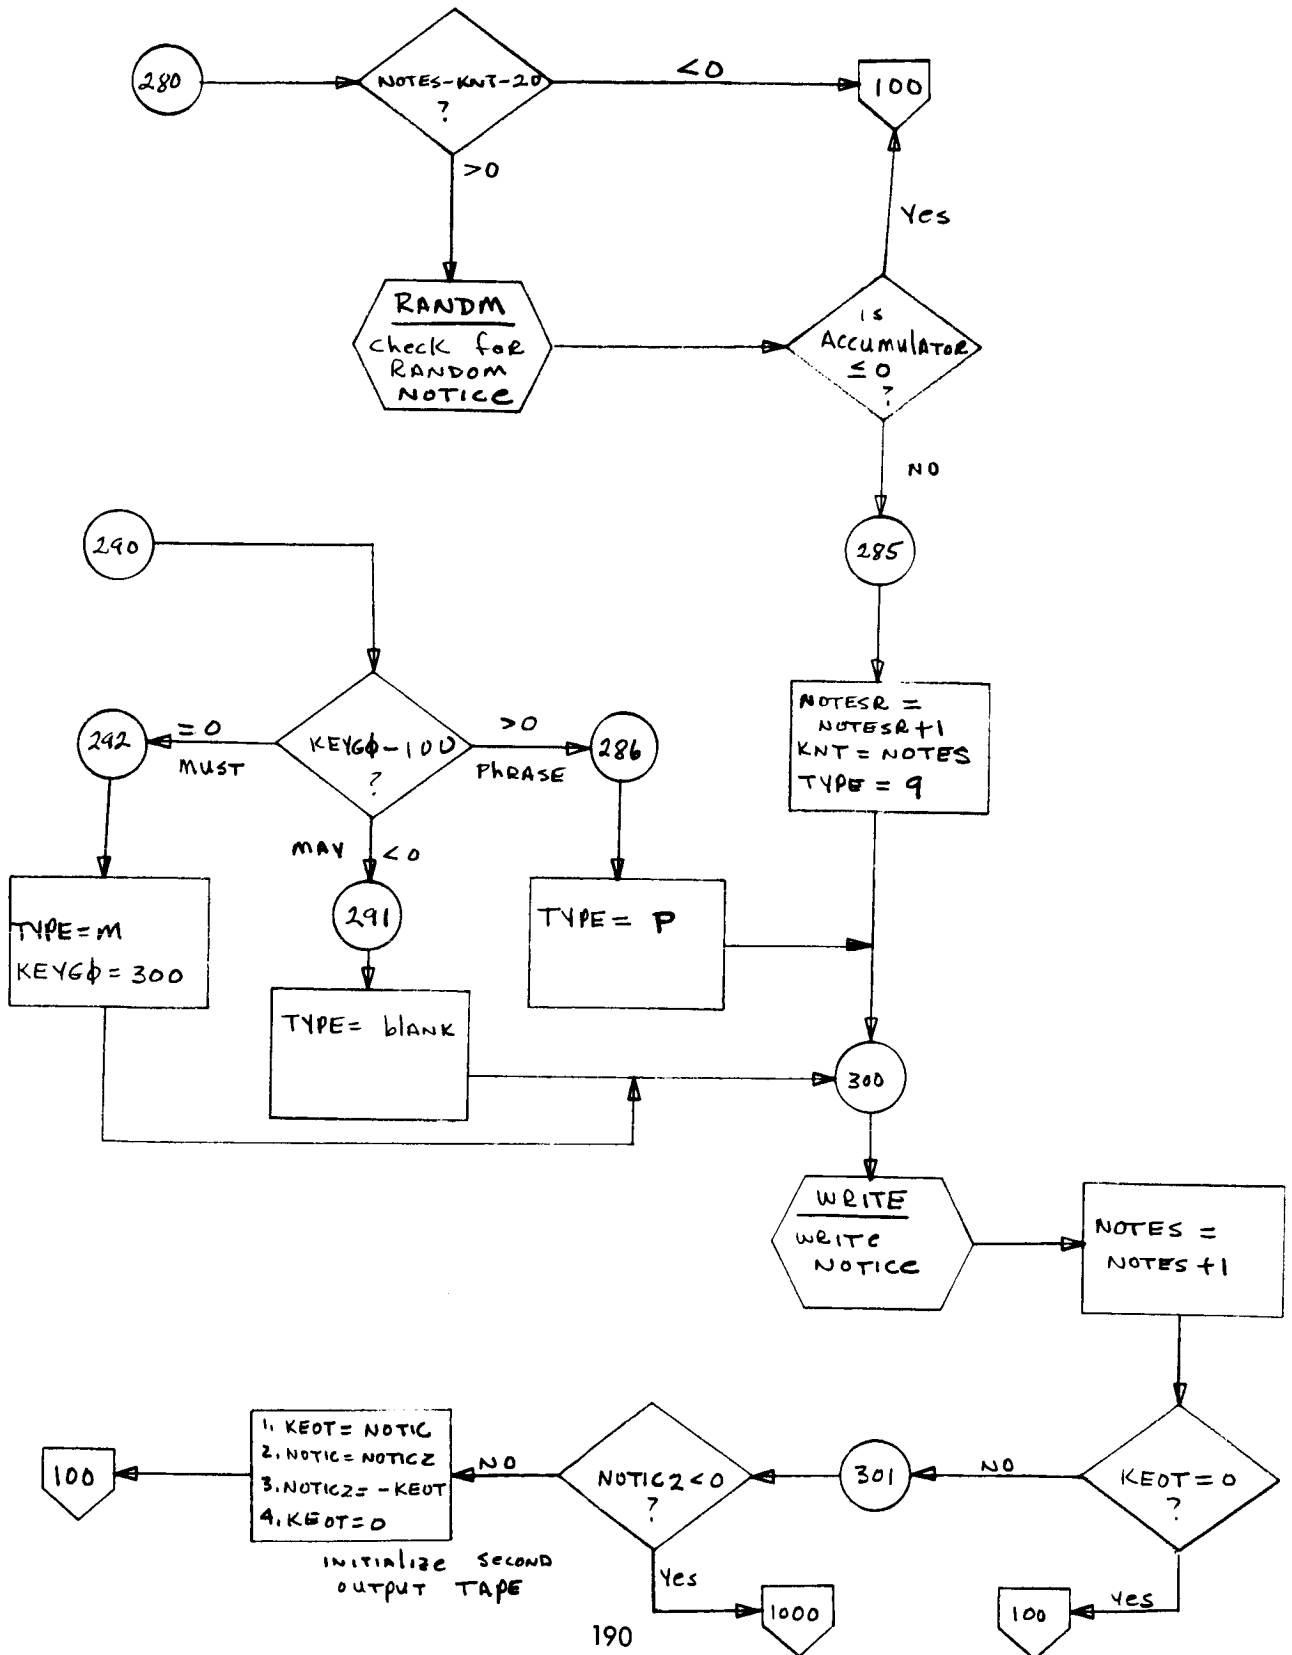 280
NOTES-KNT-20
?
<0
100
>0
Yes
RANDM
Check for
RANDOM
NOTICE
is
ACCUMULATOR
≤ 0
?
NO
285
290
NOTESR =
NOTESR+1
KNT = NOTES
TYPE = 9
292
= 0
MUST
KEYGϕ-100
?
>0
PHRASE
286
MAY <0
291
TYPE=M
KEYGϕ=300
TYPE= P
TYPE= blANK
300
WRITE
WRITE
NOTICE
NOTES =
NOTES +1
KEOT=0
?
NO
301
NOTIC2<0
?
NO
1. KEOT= NOTIC
2. NOTIC= NOTIC2
3. NOTIC2= -KEOT
4. KEOT=0
100
INITIALIZE SECOND
OUTPUT TAPE
Yes
1000
Yes
100
190